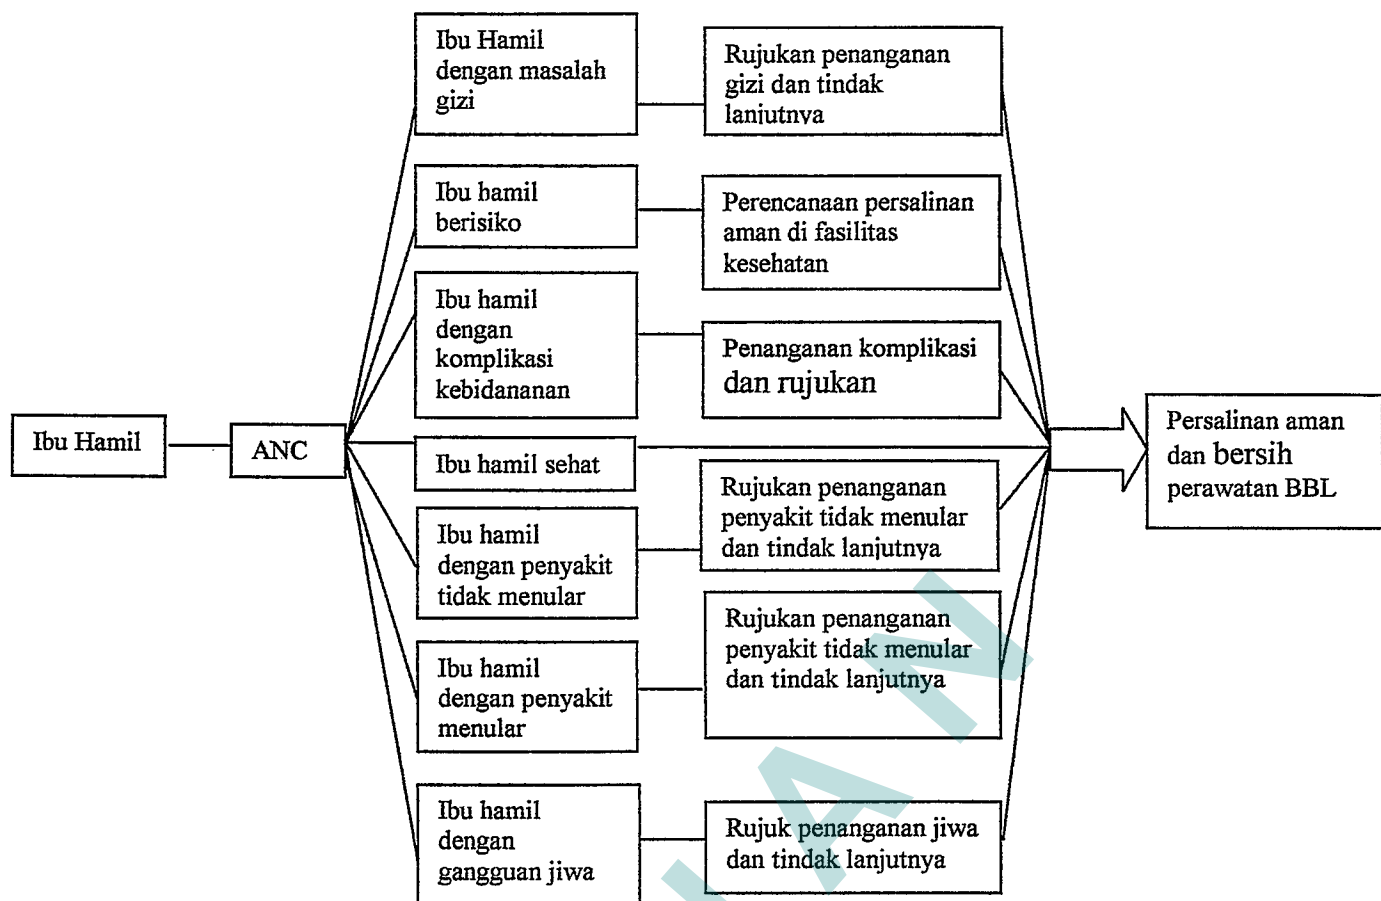 Ibu Hamil
ANC
Ibu Hamil
dengan masalah
gizi
Rujukan penanganan
gizi dan tindak
lanjutnya
Ibu hamil
berisiko
Perencanaan persalinan
aman di fasilitas
kesehatan
Ibu hamil
dengan
komplikasi
kebidananan
Penanganan komplikasi
dan rujukan
Ibu hamil sehat
Ibu hamil
dengan penyakit
tidak menular
Rujukan penanganan
penyakit tidak menular
dan tindak lanjutnya
Ibu hamil
dengan penyakit
menular
Rujukan penanganan
penyakit tidak menular
dan tindak lanjutnya
Ibu hamil
dengan
gangguan jiwa
Rujuk penanganan jiwa
dan tindak lanjutnya
Persalinan aman
dan bersih
perawatan BBL